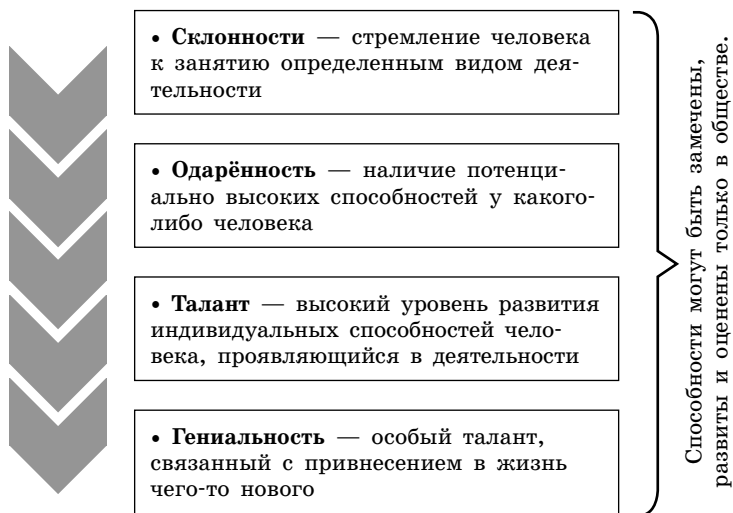 • Склонности — стремление человека
к занятию определенным видом дея-
тельности
• Одарённость — наличие потенци-
ально высоких способностей у какого-
либо человека
• Талант — высокий уровень развития
индивидуальных способностей чело-
века, проявляющийся в деятельности
• Гениальность — особый талант,
связанный с привнесением в жизнь
чего-то нового
Способности могут быть замечены,
развиты и оценены только в обществе.